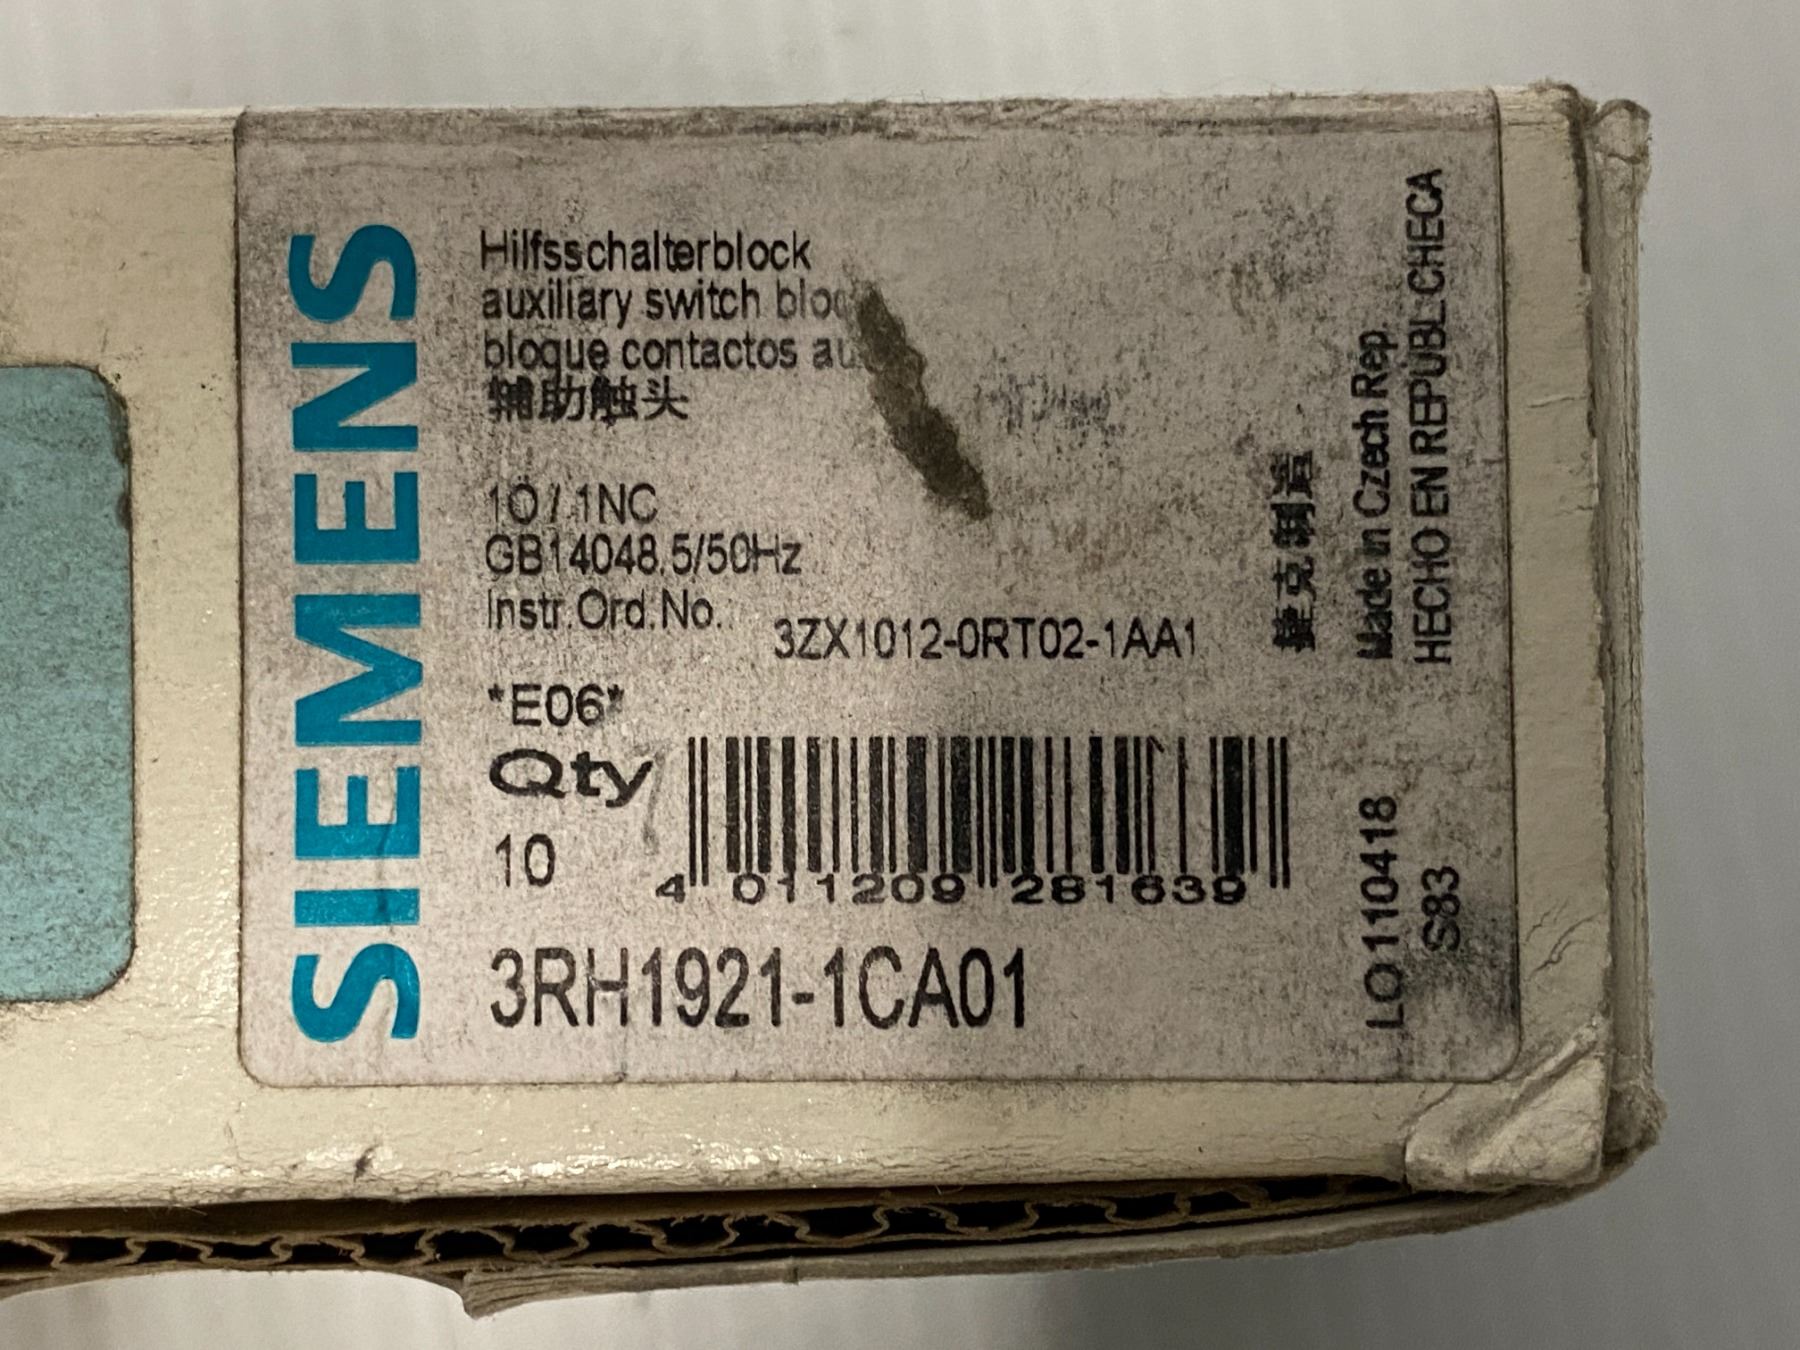 SIEMENS
Hilfsschalterblock
auxiliary switch bloc
bloque contactos au
辅助触头
1Ö / 1NC
GB14048.5/50Hz
Instr.Ord.No.:
3ZX1012-0RT02-1AA1
*E06*
Qty
10
4 011209 281639
3RH1921-1CA01
捷克制造
Made in Czech Rep.
HECHO EN REPUBL.CHECA
LO110418
S83